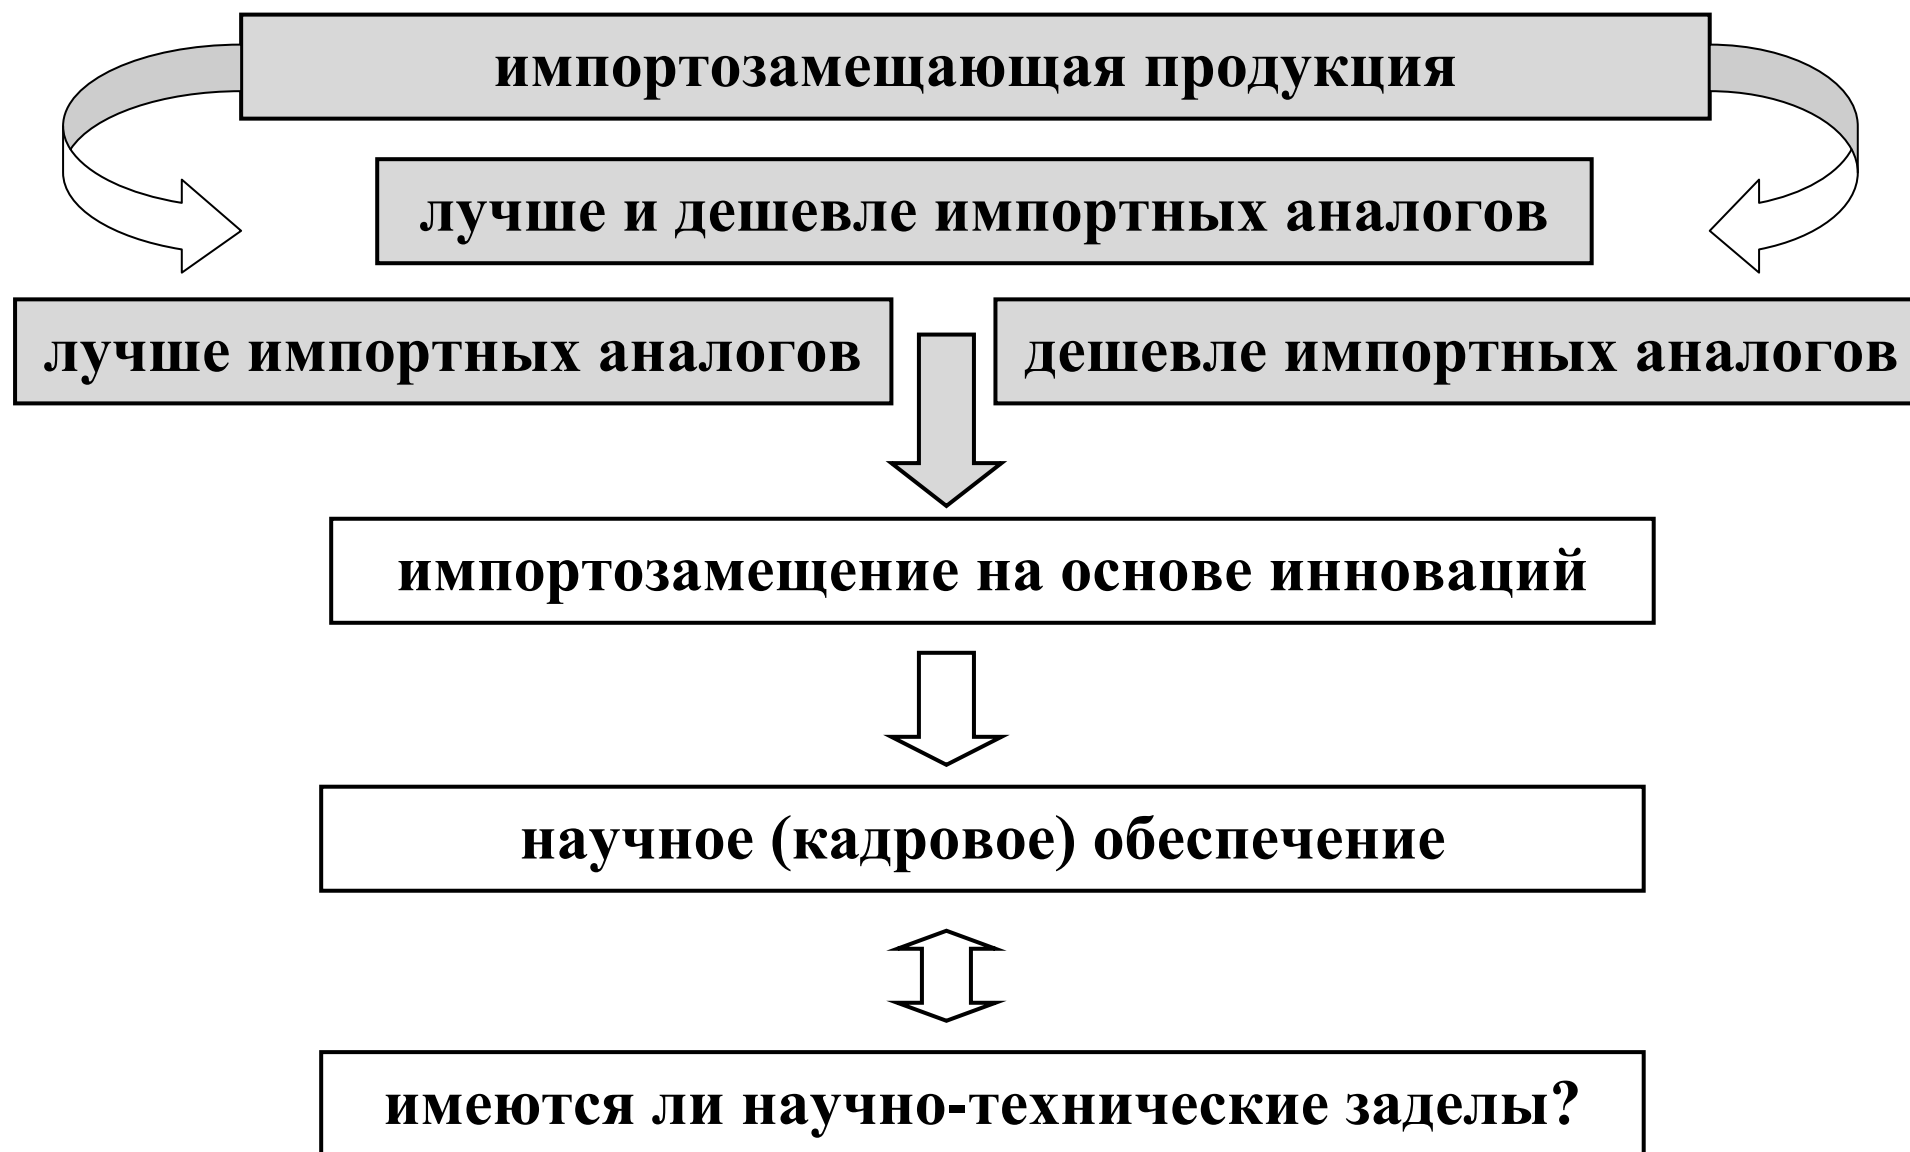 импортозамещающая продукция
лучше и дешевле импортных аналогов
лучше импортных аналогов
дешевле импортных аналогов
импортозамещение на основе инноваций
научное (кадровое) обеспечение
имеются ли научно-технические заделы?